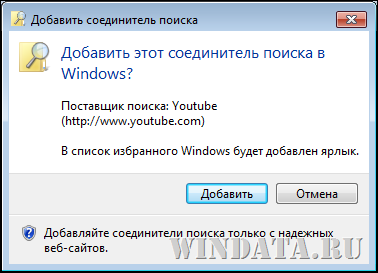 Добавить соединитель поиска
Добавить этот соединитель поиска в
Windows?
Поставщик поиска: Youtube
(http://www.youtube.com)
В список избранного Windows будет добавлен ярлык.
Добавить
Отмена
Добавляйте соединители поиска только с надежных
веб-сайтов.
WINDATA.RU